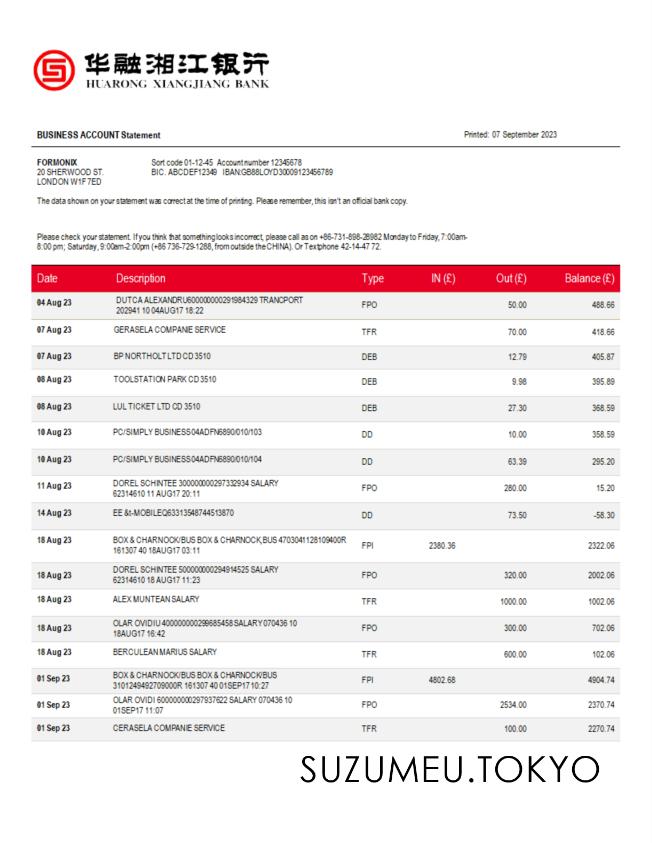 华融湘江银行
HUARONG XIANGJIANG BANK
BUSINESS ACCOUNT Statement Printed: 07 September 2023
FORMONIX Sort code 01-12-45 Account number 12345678
20 SHERWOOD ST. BIC. ABCDEF12349 IBAN:GB88LOYD30009123456789
LONDON W1F 7ED
The data shown on your statement was correct at the time of printing. Please remember, this isn't an official bank copy.
Please check your statement. If you think that something looks incorrect, please call as on +86-731-898-28982 Monday to Friday, 7:00am-
8:00 pm; Saturday, 9:00am-2:00pm (+86 736-729-1288, from outside the CHINA). Or Textphone 42-14-47 72.
Date Description Type IN (£) Out (£) Balance (£)
04 Aug 23 DUTCA ALEXANDRU600000000291984329 TRANCPORT FPO 50.00 488.66
202941 10 04AUG17 18:22
07 Aug 23 GERASELA COMPANIE SERVICE TFR 70.00 418.66
07 Aug 23 BP NORTHOLT LTD CD 3510 DEB 12.79 405.87
08 Aug 23 TOOLSTATION PARK CD 3510 DEB 9.98 395.89
08 Aug 23 LUL TICKET LTD CD 3510 DEB 27.30 368.59
10 Aug 23 PC/SIMPLY BUSINESS04ADFN6890/010/103 DD 10.00 358.59
10 Aug 23 PC/SIMPLY BUSINESS04ADFN6890/010/104 DD 63.39 295.20
11 Aug 23 DOREL SCHINTEE 300000000297332934 SALARY FPO 280.00 15.20
62314610 11 AUG17 20:11
14 Aug 23 EE &t-MOBILEQ63313548744513870 DD 73.50 -58.30
18 Aug 23 BOX & CHARNOCK/BUS BOX & CHARNOCK,BUS 4703041128109400R FPI 2380.36 2322.06
161307 40 18AUG17 03:11
18 Aug 23 DOREL SCHINTEE 500000000294914525 SALARY FPO 320.00 2002.06
62314610 18 AUG17 11:23
18 Aug 23 ALEX MUNTEAN SALARY TFR 1000.00 1002.06
18 Aug 23 OLAR OVIDIU 400000000299685458 SALARY 070436 10 FPO 300.00 702.06
18AUG17 16:42
18 Aug 23 BERCULEAN MARIUS SALARY TFR 600.00 102.06
01 Sep 23 BOX & CHARNOCK/BUS BOX & CHARNOCK/BUS FPI 4802.68 4904.74
3101249492709000R 161307 40 01SEP17 10:27
01 Sep 23 OLAR OVIDI 600000000297937622 SALARY 070436 10 FPO 2534.00 2370.74
01SEP17 11:07
01 Sep 23 CERASELA COMPANIE SERVICE TFR 100.00 2270.74
SUZUMEU.TOKYO